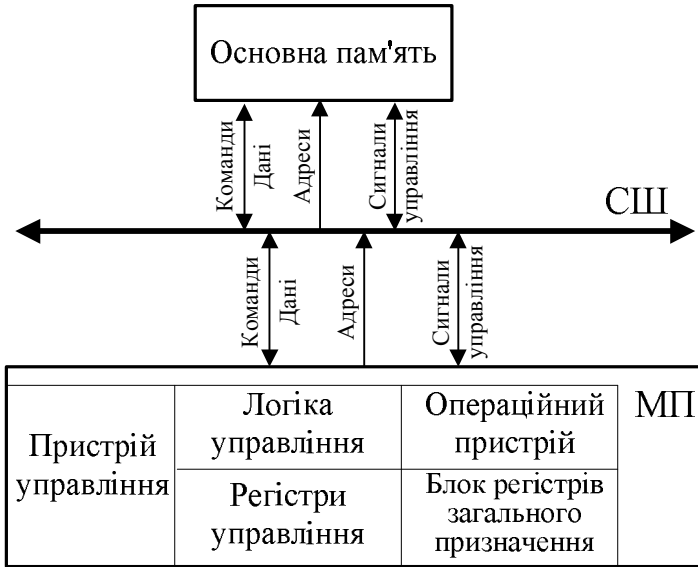 Основна пам'ять
Команди
Дані
Адреси
Сигнали
управління
СШ
Команди
Дані
Адреси
Сигнали
управління
МП
Пристрій
управління
Логіка
управління
Операційний
пристрій
Регістри
управління
Блок регістрів
загального
призначення